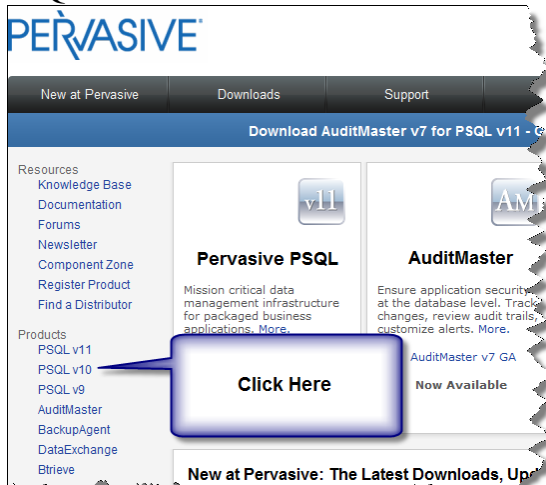 PERVASIVE
New at Pervasive Downloads Support
Download AuditMaster v7 for PSQL v11 -
Resources
Knowledge Base
Documentation
Forums
Newsletter
Component Zone
Register Product
Find a Distributor
Products
PSQL v11
PSQL v10
PSQL v9
AuditMaster
BackupAgent
DataExchange
Btrieve
v11
Pervasive PSQL
Mission critical data
management infrastructure
for packaged business
applications. More.
AM
AuditMaster
Ensure application security
at the database level. Track
changes, review audit trails,
customize alerts. More.
AuditMaster v7 GA
Now Available
Click Here
New at Pervasive: The Latest Downloads,